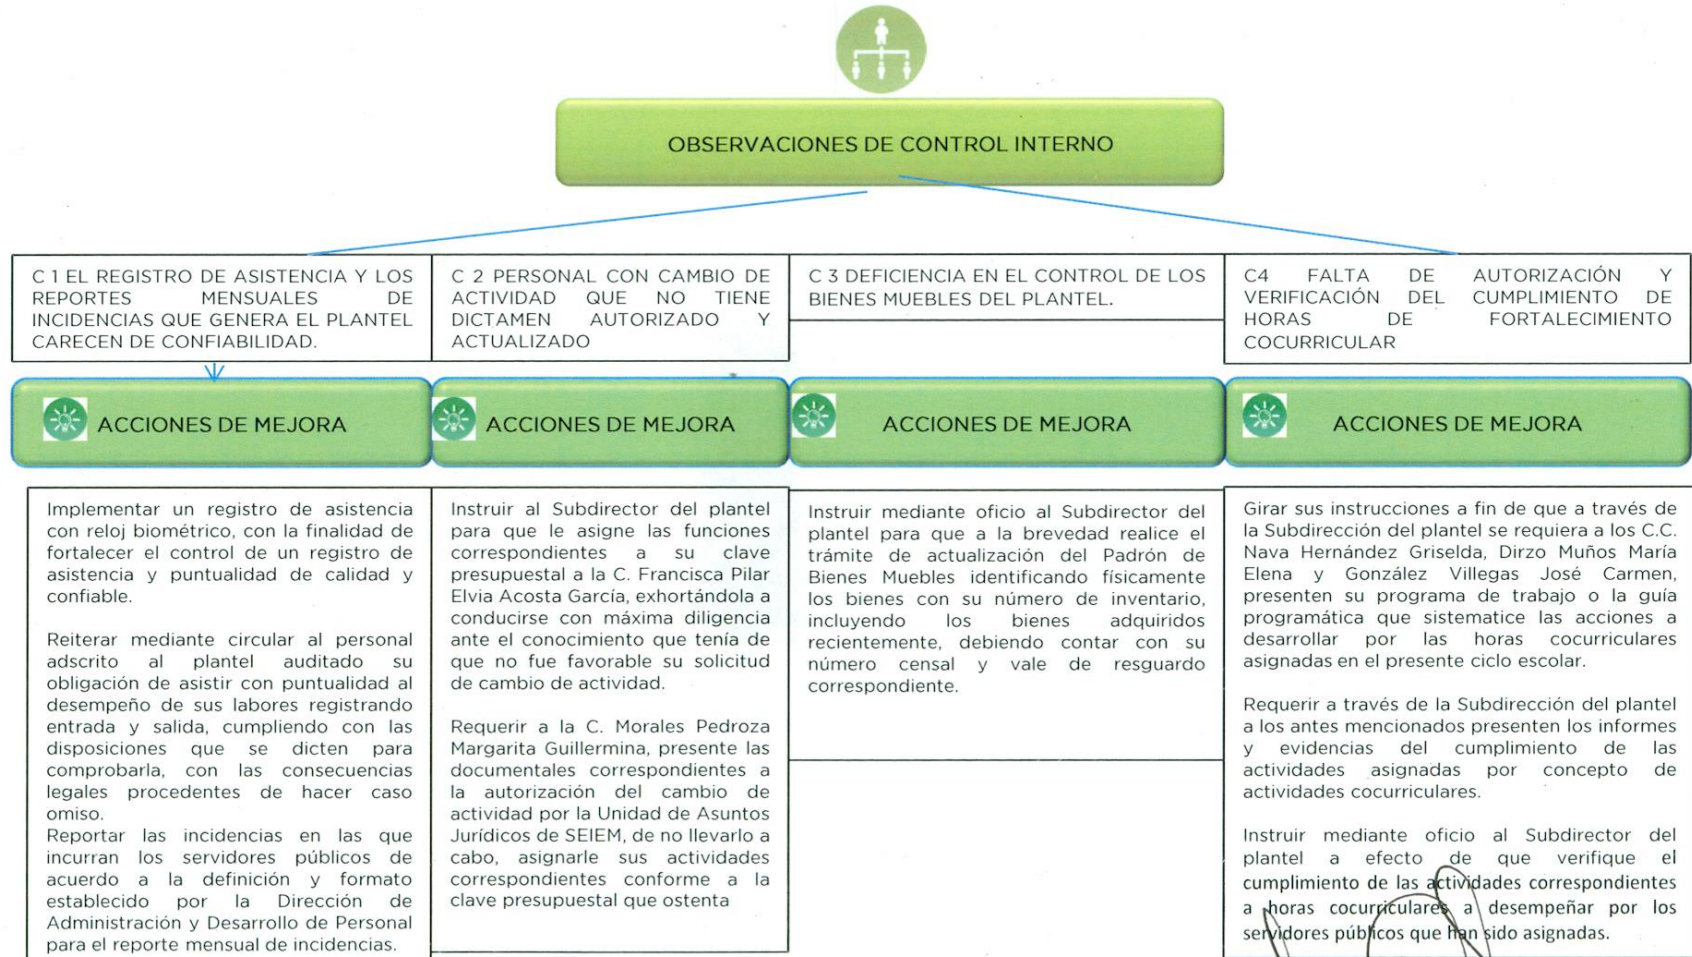 OBSERVACIONES DE CONTROL INTERNO
C 1 EL REGISTRO DE ASISTENCIA Y LOS
REPORTES MENSUALES DE
INCIDENCIAS QUE GENERA EL PLANTEL
CARECEN DE CONFIABILIDAD.
C 2 PERSONAL CON CAMBIO DE
ACTIVIDAD QUE NO TIENE
DICTAMEN AUTORIZADO Y
ACTUALIZADO
C 3 DEFICIENCIA EN EL CONTROL DE LOS
BIENES MUEBLES DEL PLANTEL.
C4 FALTA DE AUTORIZACIÓN Y
VERIFICACIÓN DEL CUMPLIMIENTO DE
HORAS DE FORTALECIMIENTO
COCURRICULAR
ACCIONES DE MEJORA
ACCIONES DE MEJORA
ACCIONES DE MEJORA
ACCIONES DE MEJORA
Implementar un registro de asistencia
con reloj biométrico, con la finalidad de
fortalecer el control de un registro de
asistencia y puntualidad de calidad y
confiable.
Reiterar mediante circular al personal
adscrito al plantel auditado su
obligación de asistir con puntualidad al
desempeño de sus labores registrando
entrada y salida, cumpliendo con las
disposiciones que se dicten para
comprobarla, con las consecuencias
legales procedentes de hacer caso
omiso.
Reportar las incidencias en las que
incurran los servidores públicos de
acuerdo a la definición y formato
establecido por la Dirección de
Administración y Desarrollo de Personal
para el reporte mensual de incidencias.
Instruir al Subdirector del plantel
para que le asigne las funciones
correspondientes a su clave
presupuestal a la C. Francisca Pilar
Elvia Acosta García, exhortándola a
conducirse con máxima diligencia
ante el conocimiento que tenía de
que no fue favorable su solicitud
de cambio de actividad.
Requerir a la C. Morales Pedroza
Margarita Guillermina, presente las
documentales correspondientes a
la autorización del cambio de
actividad por la Unidad de Asuntos
Jurídicos de SEIEM, de no llevarlo a
cabo, asignarle sus actividades
correspondientes conforme a la
clave presupuestal que ostenta
Instruir mediante oficio al Subdirector del
plantel para que a la brevedad realice el
trámite de actualización del Padrón de
Bienes Muebles identificando físicamente
los bienes con su número de inventario,
incluyendo los bienes adquiridos
recientemente, debiendo contar con su
número censal y vale de resguardo
correspondiente.
Girar sus instrucciones a fin de que a través de
la Subdirección del plantel se requiera a los C.C.
Nava Hernández Griselda, Dirzo Muños María
Elena y González Villegas José Carmen,
presenten su programa de trabajo o la guía
programática que sistematice las acciones a
desarrollar por las horas cocurriculares
asignadas en el presente ciclo escolar.
Requerir a través de la Subdirección del plantel
a los antes mencionados presenten los informes
y evidencias del cumplimiento de las
actividades asignadas por concepto de
actividades cocurriculares.
Instruir mediante oficio al Subdirector del
plantel a efecto de que verifique el
cumplimiento de las actividades correspondientes
a horas cocurriculares a desempeñar por los
servidores públicos que han sido asignadas.